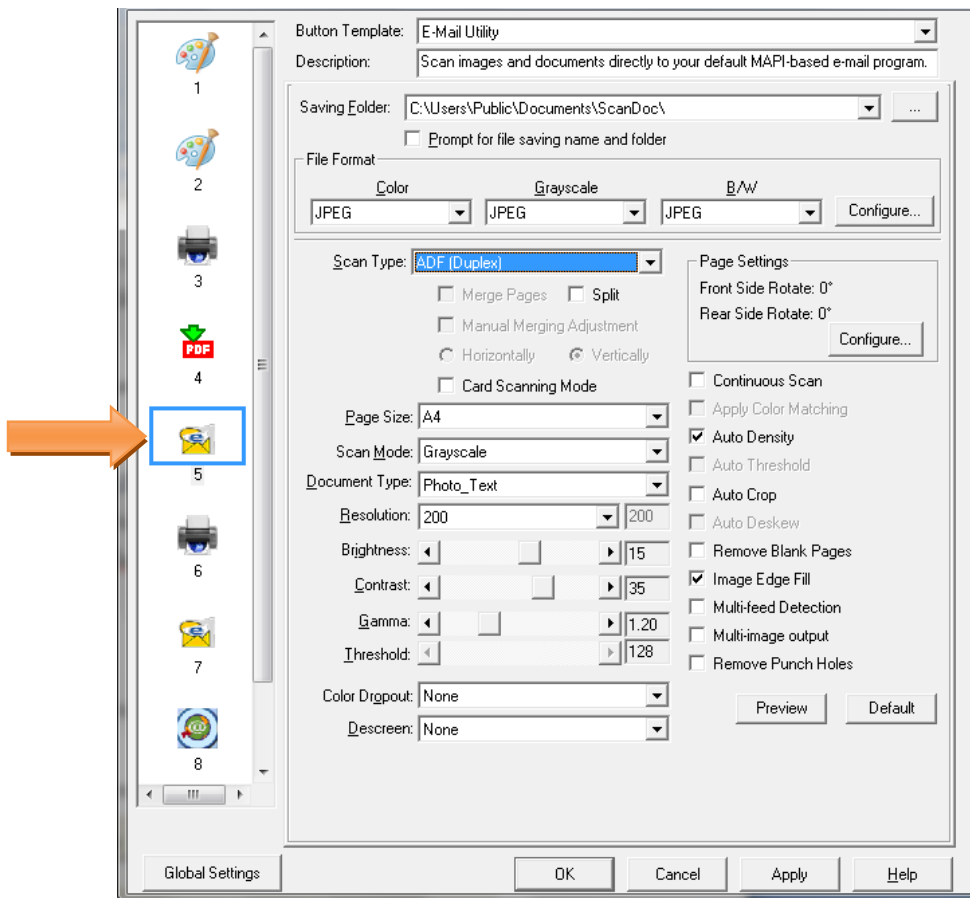 1
2
3
PDF
4
5
6
7
8
Global Settings
Button Template: E-Mail Utility
Description: Scan images and documents directly to your default MAPI-based e-mail program.
Saving Folder: C:\Users\Public\Documents\ScanDoc\ ...
Prompt for file saving name and folder
File Format
Color Grayscale B/W
JPEG JPEG JPEG Configure...
Scan Type: ADF (Duplex)
Merge Pages Split
Manual Merging Adjustment
Horizontally Vertically
Card Scanning Mode
Page Size: A4
Scan Mode: Grayscale
Document Type: Photo_Text
Resolution: 200 200
Brightness: 15
Contrast: 35
Gamma: 1.20
Threshold: 128
Color Dropout: None
Descreen: None
Page Settings
Front Side Rotate: 0°
Rear Side Rotate: 0°
Configure...
Continuous Scan
Apply Color Matching
Auto Density
Auto Threshold
Auto Crop
Auto Deskew
Remove Blank Pages
Image Edge Fill
Multi-feed Detection
Multi-image output
Remove Punch Holes
Preview Default
OK Cancel Apply Help